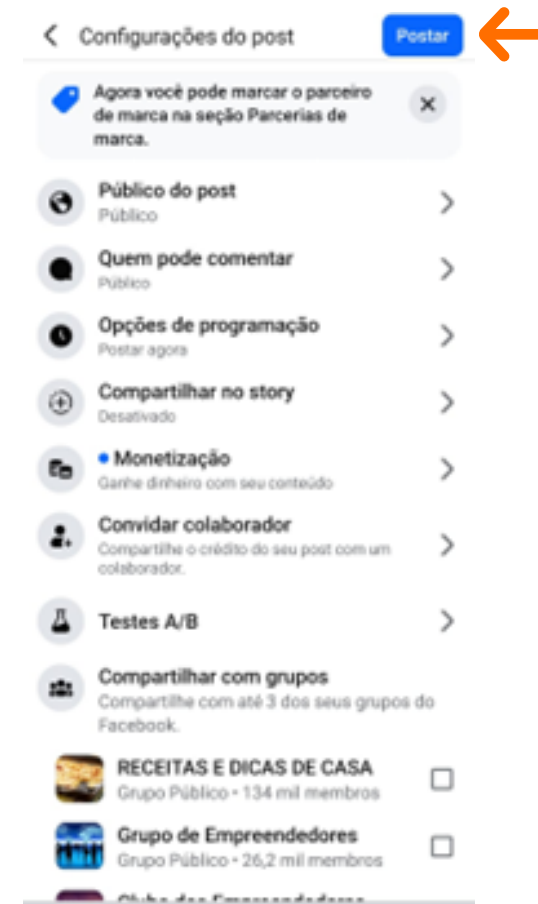 Configurações do post
Postar
Agora você pode marcar o parceiro
de marca na seção Parcerias de
marca.
Público do post
Público
Quem pode comentar
Público
Opções de programação
Postar agora
Compartilhar no story
Desativado
Monetização
Ganhe dinheiro com seu conteúdo
Convidar colaborador
Compartilhe o crédito do seu post com um
colaborador.
Testes A/B
Compartilhar com grupos
Compartilhe com até 3 dos seus grupos do
Facebook.
RECEITAS E DICAS DE CASA
Grupo Público • 134 mil membros
Grupo de Empreendedores
Grupo Público • 26,2 mil membros